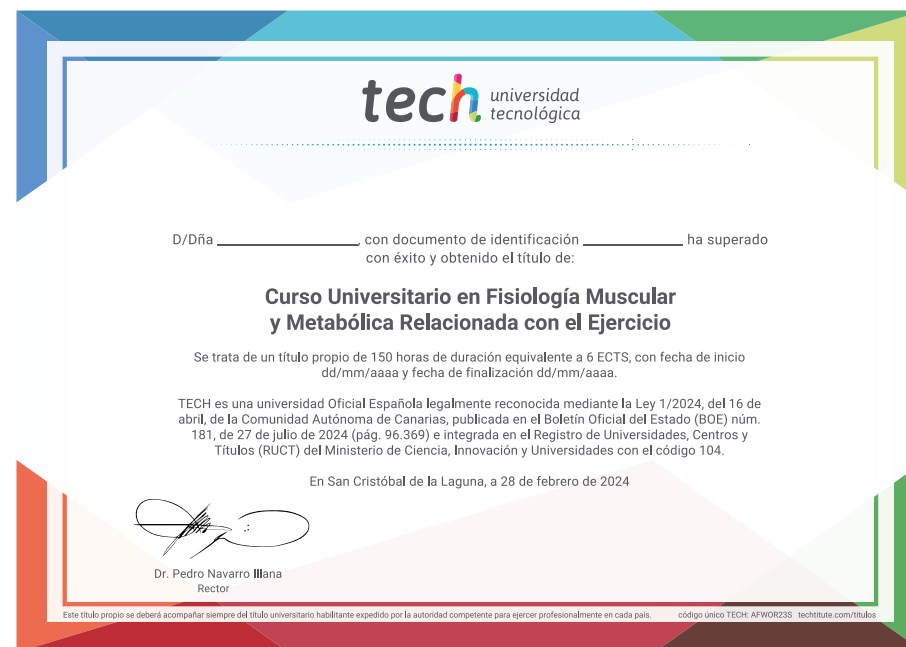 tech universidad
tecnológica
D/Dña ____________________, con documento de identificación ______________ ha superado
con éxito y obtenido el título de:
Curso Universitario en Fisiología Muscular
y Metabólica Relacionada con el Ejercicio
Se trata de un título propio de 150 horas de duración equivalente a 6 ECTS, con fecha de inicio
dd/mm/aaaa y fecha de finalización dd/mm/aaaa.
TECH es una universidad Oficial Española legalmente reconocida mediante la Ley 1/2024, del 16 de
abril, de la Comunidad Autónoma de Canarias, publicada en el Boletín Oficial del Estado (BOE) núm.
181, de 27 de julio de 2024 (pág. 96.369) e integrada en el Registro de Universidades, Centros y
Títulos (RUCT) del Ministerio de Ciencia, Innovación y Universidades con el código 104.
En San Cristóbal de la Laguna, a 28 de febrero de 2024
Dr. Pedro Navarro Illana
Rector
Este título propio se deberá acompañar siempre del título universitario habilitante expedido por la autoridad competente para ejercer profesionalmente en cada país. código único TECH: AFWOR23S techtitute.com/titulos